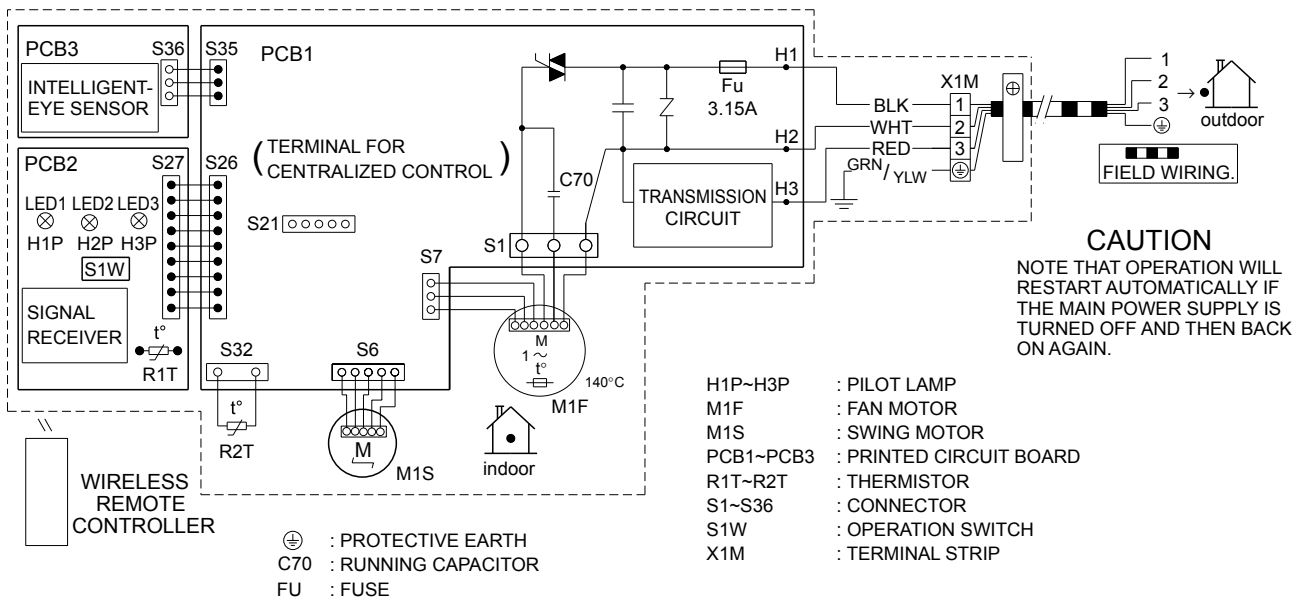 PCB3
S36
S35
PCB1
INTELLIGENT-
EYE SENSOR
PCB2
S27
S26
LED1 LED2 LED3
H1P
H2P
H3P
S1W
SIGNAL
RECEIVER
t°
R1T
(TERMINAL FOR
CENTRALIZED CONTROL)
S21
S7
S32
t°
R2T
S6
M
M1S
S1
C70
M
1 ~
t°
140°C
M1F
indoor
Fu
3.15A
H1
H2
H3
TRANSMISSION
CIRCUIT
BLK
WHT
RED
GRN/YLW
X1M
1
2
3
1
2
3
outdoor
FIELD WIRING.
CAUTION
NOTE THAT OPERATION WILL
RESTART AUTOMATICALLY IF
THE MAIN POWER SUPPLY IS
TURNED OFF AND THEN BACK
ON AGAIN.
WIRELESS
REMOTE
CONTROLLER
: PROTECTIVE EARTH
C70 : RUNNING CAPACITOR
FU : FUSE
H1P~H3P : PILOT LAMP
M1F : FAN MOTOR
M1S : SWING MOTOR
PCB1~PCB3 : PRINTED CIRCUIT BOARD
R1T~R2T : THERMISTOR
S1~S36 : CONNECTOR
S1W : OPERATION SWITCH
X1M : TERMINAL STRIP